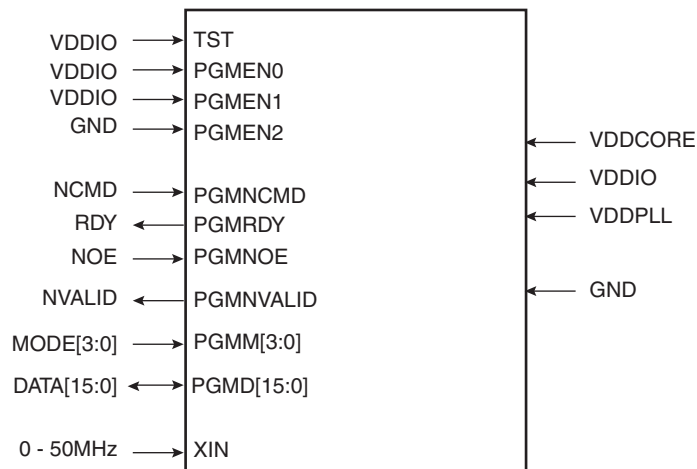 VDDIO TST
VDDIO PGMEN0
VDDIO PGMEN1
GND PGMEN2
VDDCORE
VDDIO
NCMD PGMNCMD
VDDPLL
RDY PGMRDY
NOE PGMNOE
GND
NVALID PGMNVALID
MODE[3:0] PGMM[3:0]
DATA[15:0] PGMD[15:0]
0 - 50MHz XIN